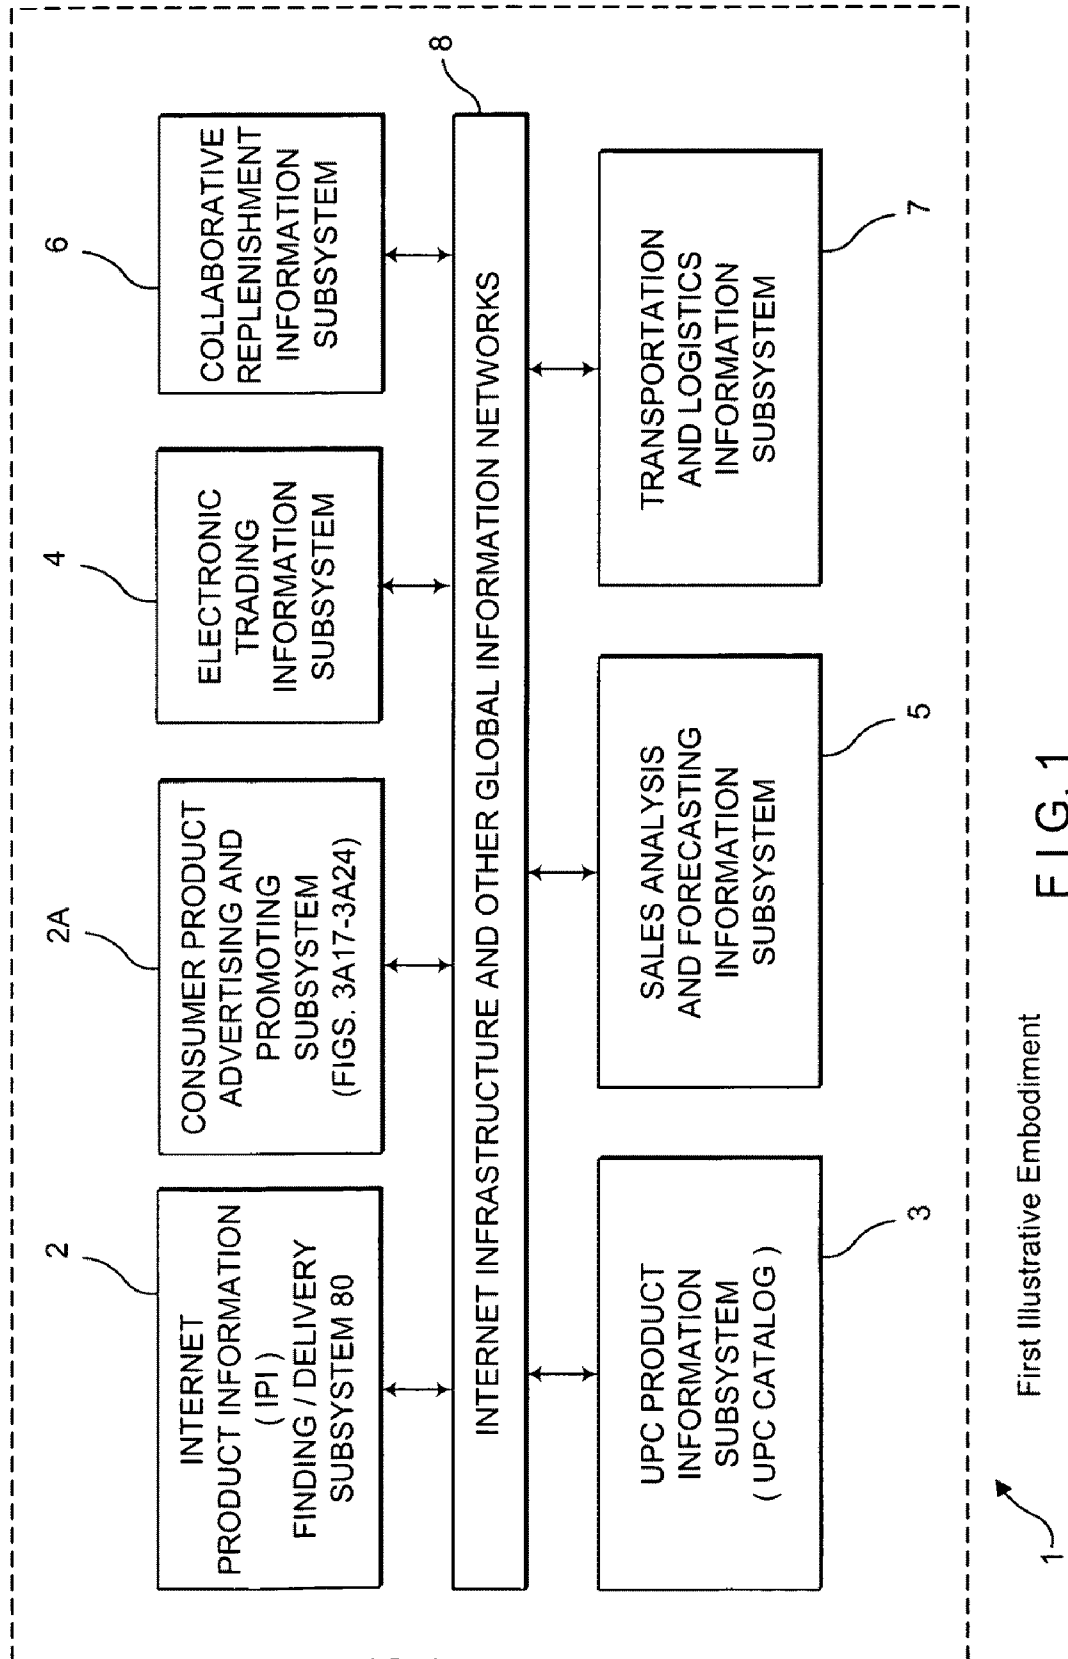 2
INTERNET
PRODUCT INFORMATION
( IPI )
FINDING / DELIVERY
SUBSYSTEM 80
2A
CONSUMER PRODUCT
ADVERTISING AND
PROMOTING
SUBSYSTEM
(FIGS. 3A17-3A24)
4
ELECTRONIC
TRADING
INFORMATION
SUBSYSTEM
6
COLLABORATIVE
REPLENISHMENT
INFORMATION
SUBSYSTEM
8
INTERNET INFRASTRUCTURE AND OTHER GLOBAL INFORMATION NETWORKS
UPC PRODUCT
INFORMATION
SUBSYSTEM
( UPC CATALOG )
3
SALES ANALYSIS
AND FORECASTING
INFORMATION
SUBSYSTEM
5
TRANSPORTATION
AND LOGISTICS
INFORMATION
SUBSYSTEM
7
1
First Illustrative Embodiment
FIG. 1